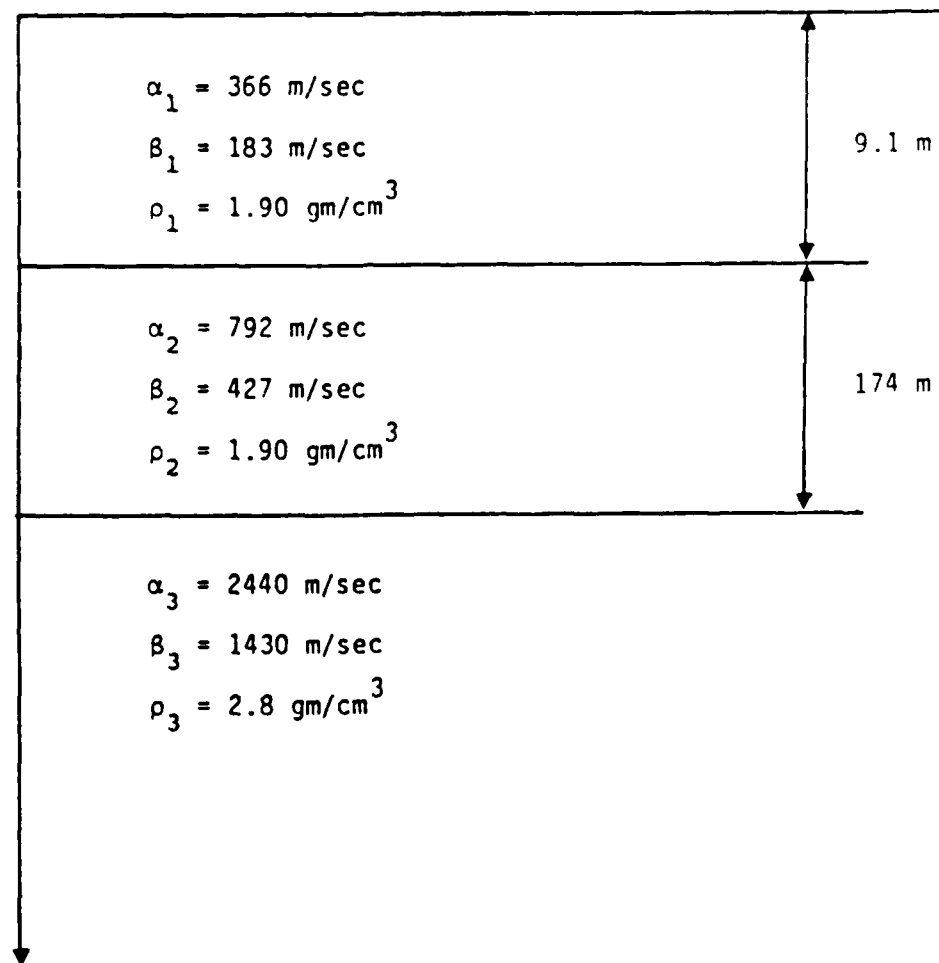 α₁ = 366 m/sec
β₁ = 183 m/sec
ρ₁ = 1.90 gm/cm³
9.1 m
α₂ = 792 m/sec
β₂ = 427 m/sec
ρ₂ = 1.90 gm/cm³
174 m
α₃ = 2440 m/sec
β₃ = 1430 m/sec
ρ₃ = 2.8 gm/cm³